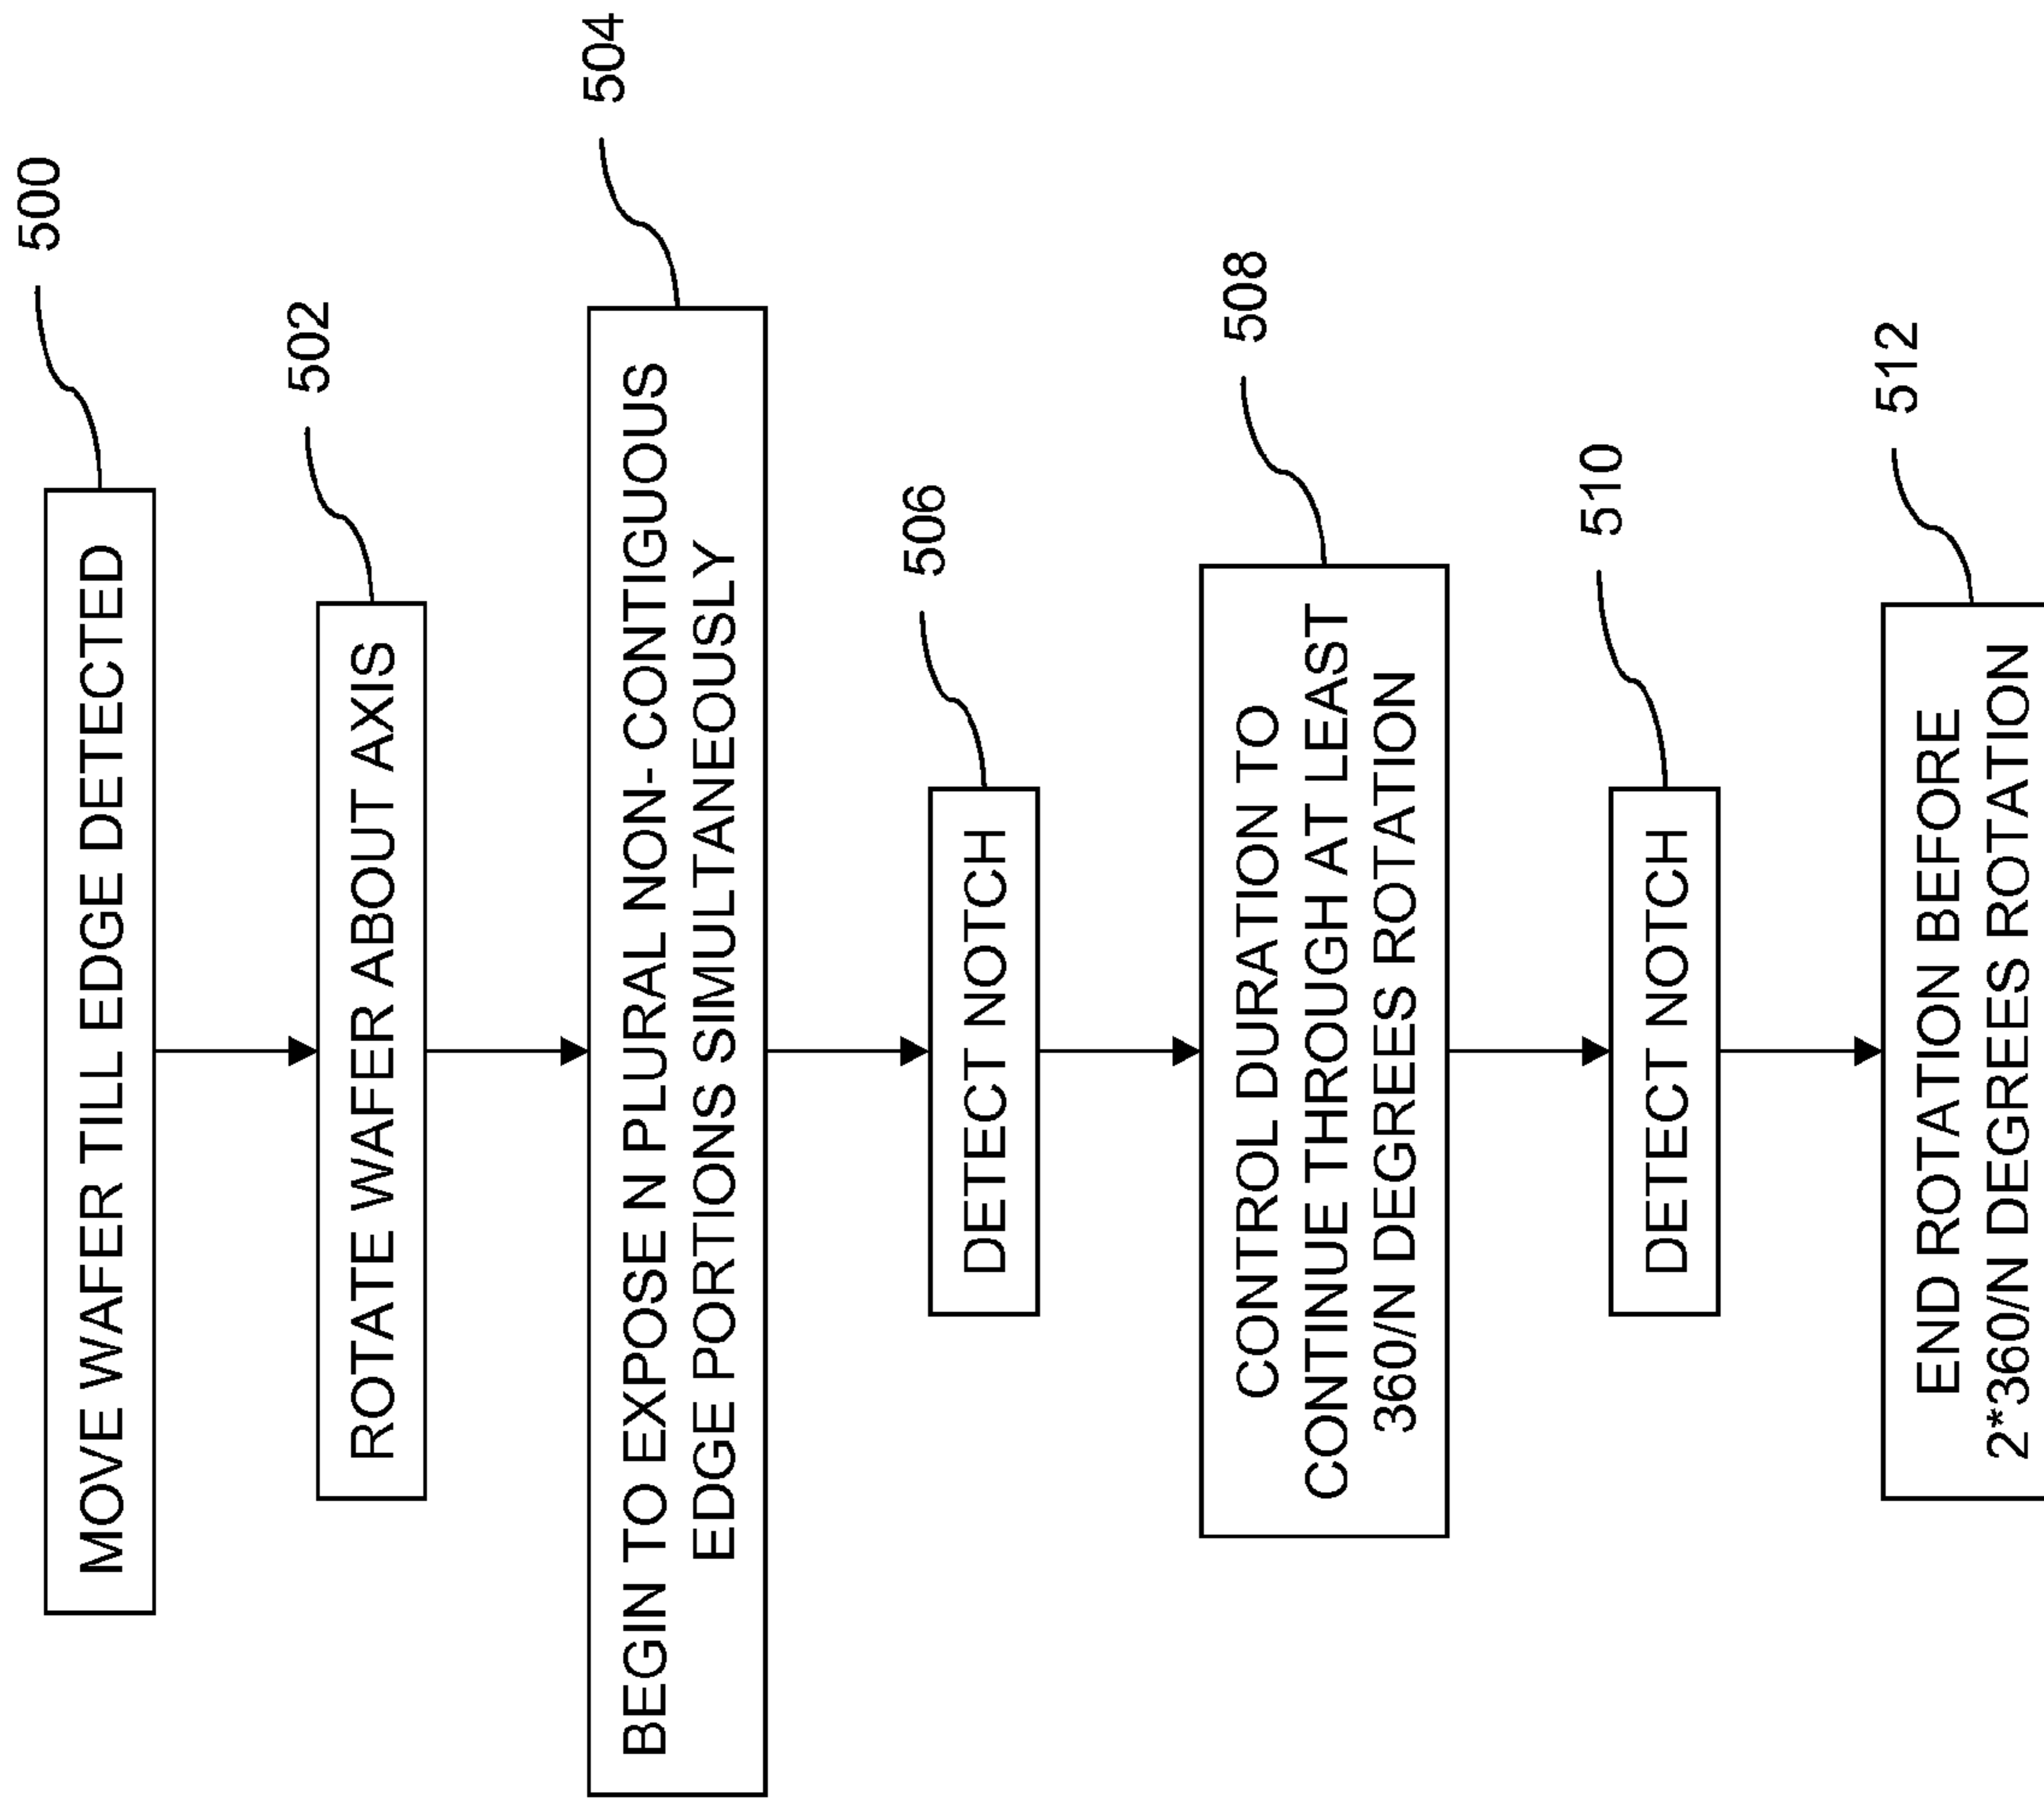 MOVE WAFER TILL EDGE DETECTED
500
ROTATE WAFER ABOUT AXIS
502
BEGIN TO EXPOSE N PLURAL NON- CONTIGUOUS
EDGE PORTIONS SIMULTANEOUSLY
504
DETECT NOTCH
506
CONTROL DURATION TO
CONTINUE THROUGH AT LEAST
360/N DEGREES ROTATION
508
DETECT NOTCH
510
END ROTATION BEFORE
2*360/N DEGREES ROTATION
512